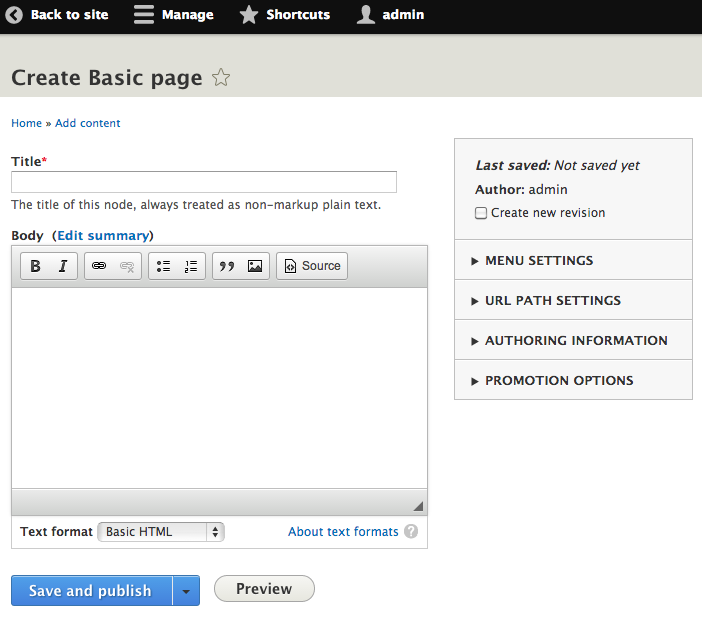 Back to site Manage Shortcuts admin
Create Basic page
Home » Add content
Title*
The title of this node, always treated as non-markup plain text.
Body (Edit summary)
B I Source
Text format Basic HTML About text formats ?
Save and publish Preview
Last saved: Not saved yet
Author: admin
Create new revision
MENU SETTINGS
URL PATH SETTINGS
AUTHORING INFORMATION
PROMOTION OPTIONS